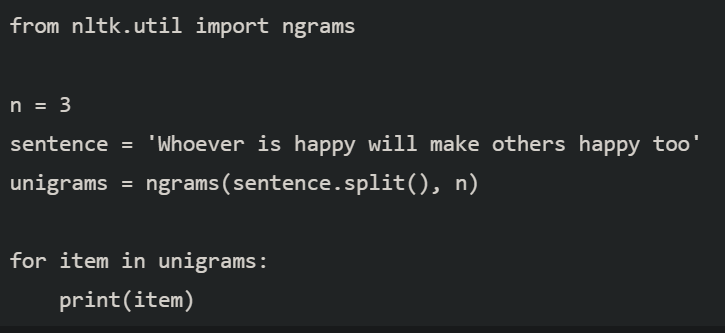 from nltk.util import ngrams
n = 3
sentence = 'Whoever is happy will make others happy too'
unigrams = ngrams(sentence.split(), n)
for item in unigrams:
    print(item)